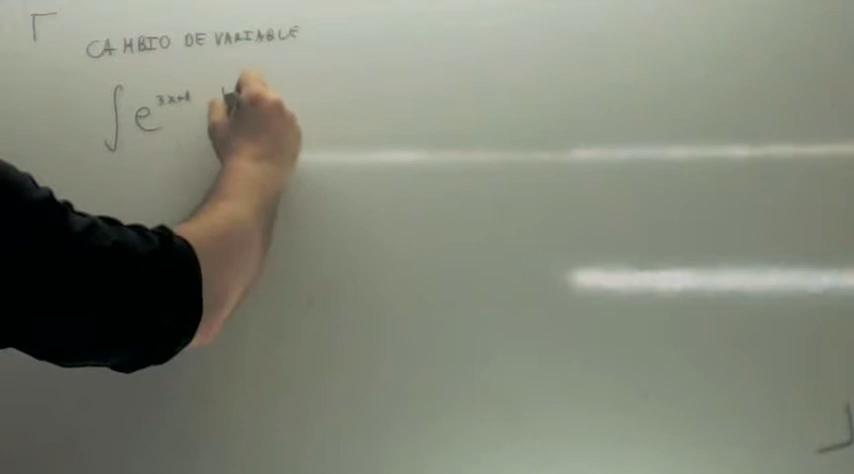 CAMBIO DE VARIABLE
∫ e^{3x+1}